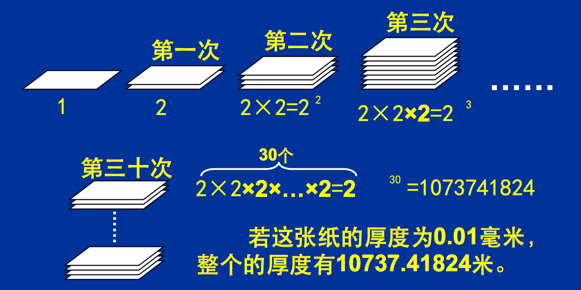 第一次 第二次 第三次
1 2 2×2=2² 2×2×2=2³ ……
第三十次 30个
2×2×2×…×2=2³⁰=1073741824
若这张纸的厚度为0.01毫米，
整个的厚度有10737.41824米。